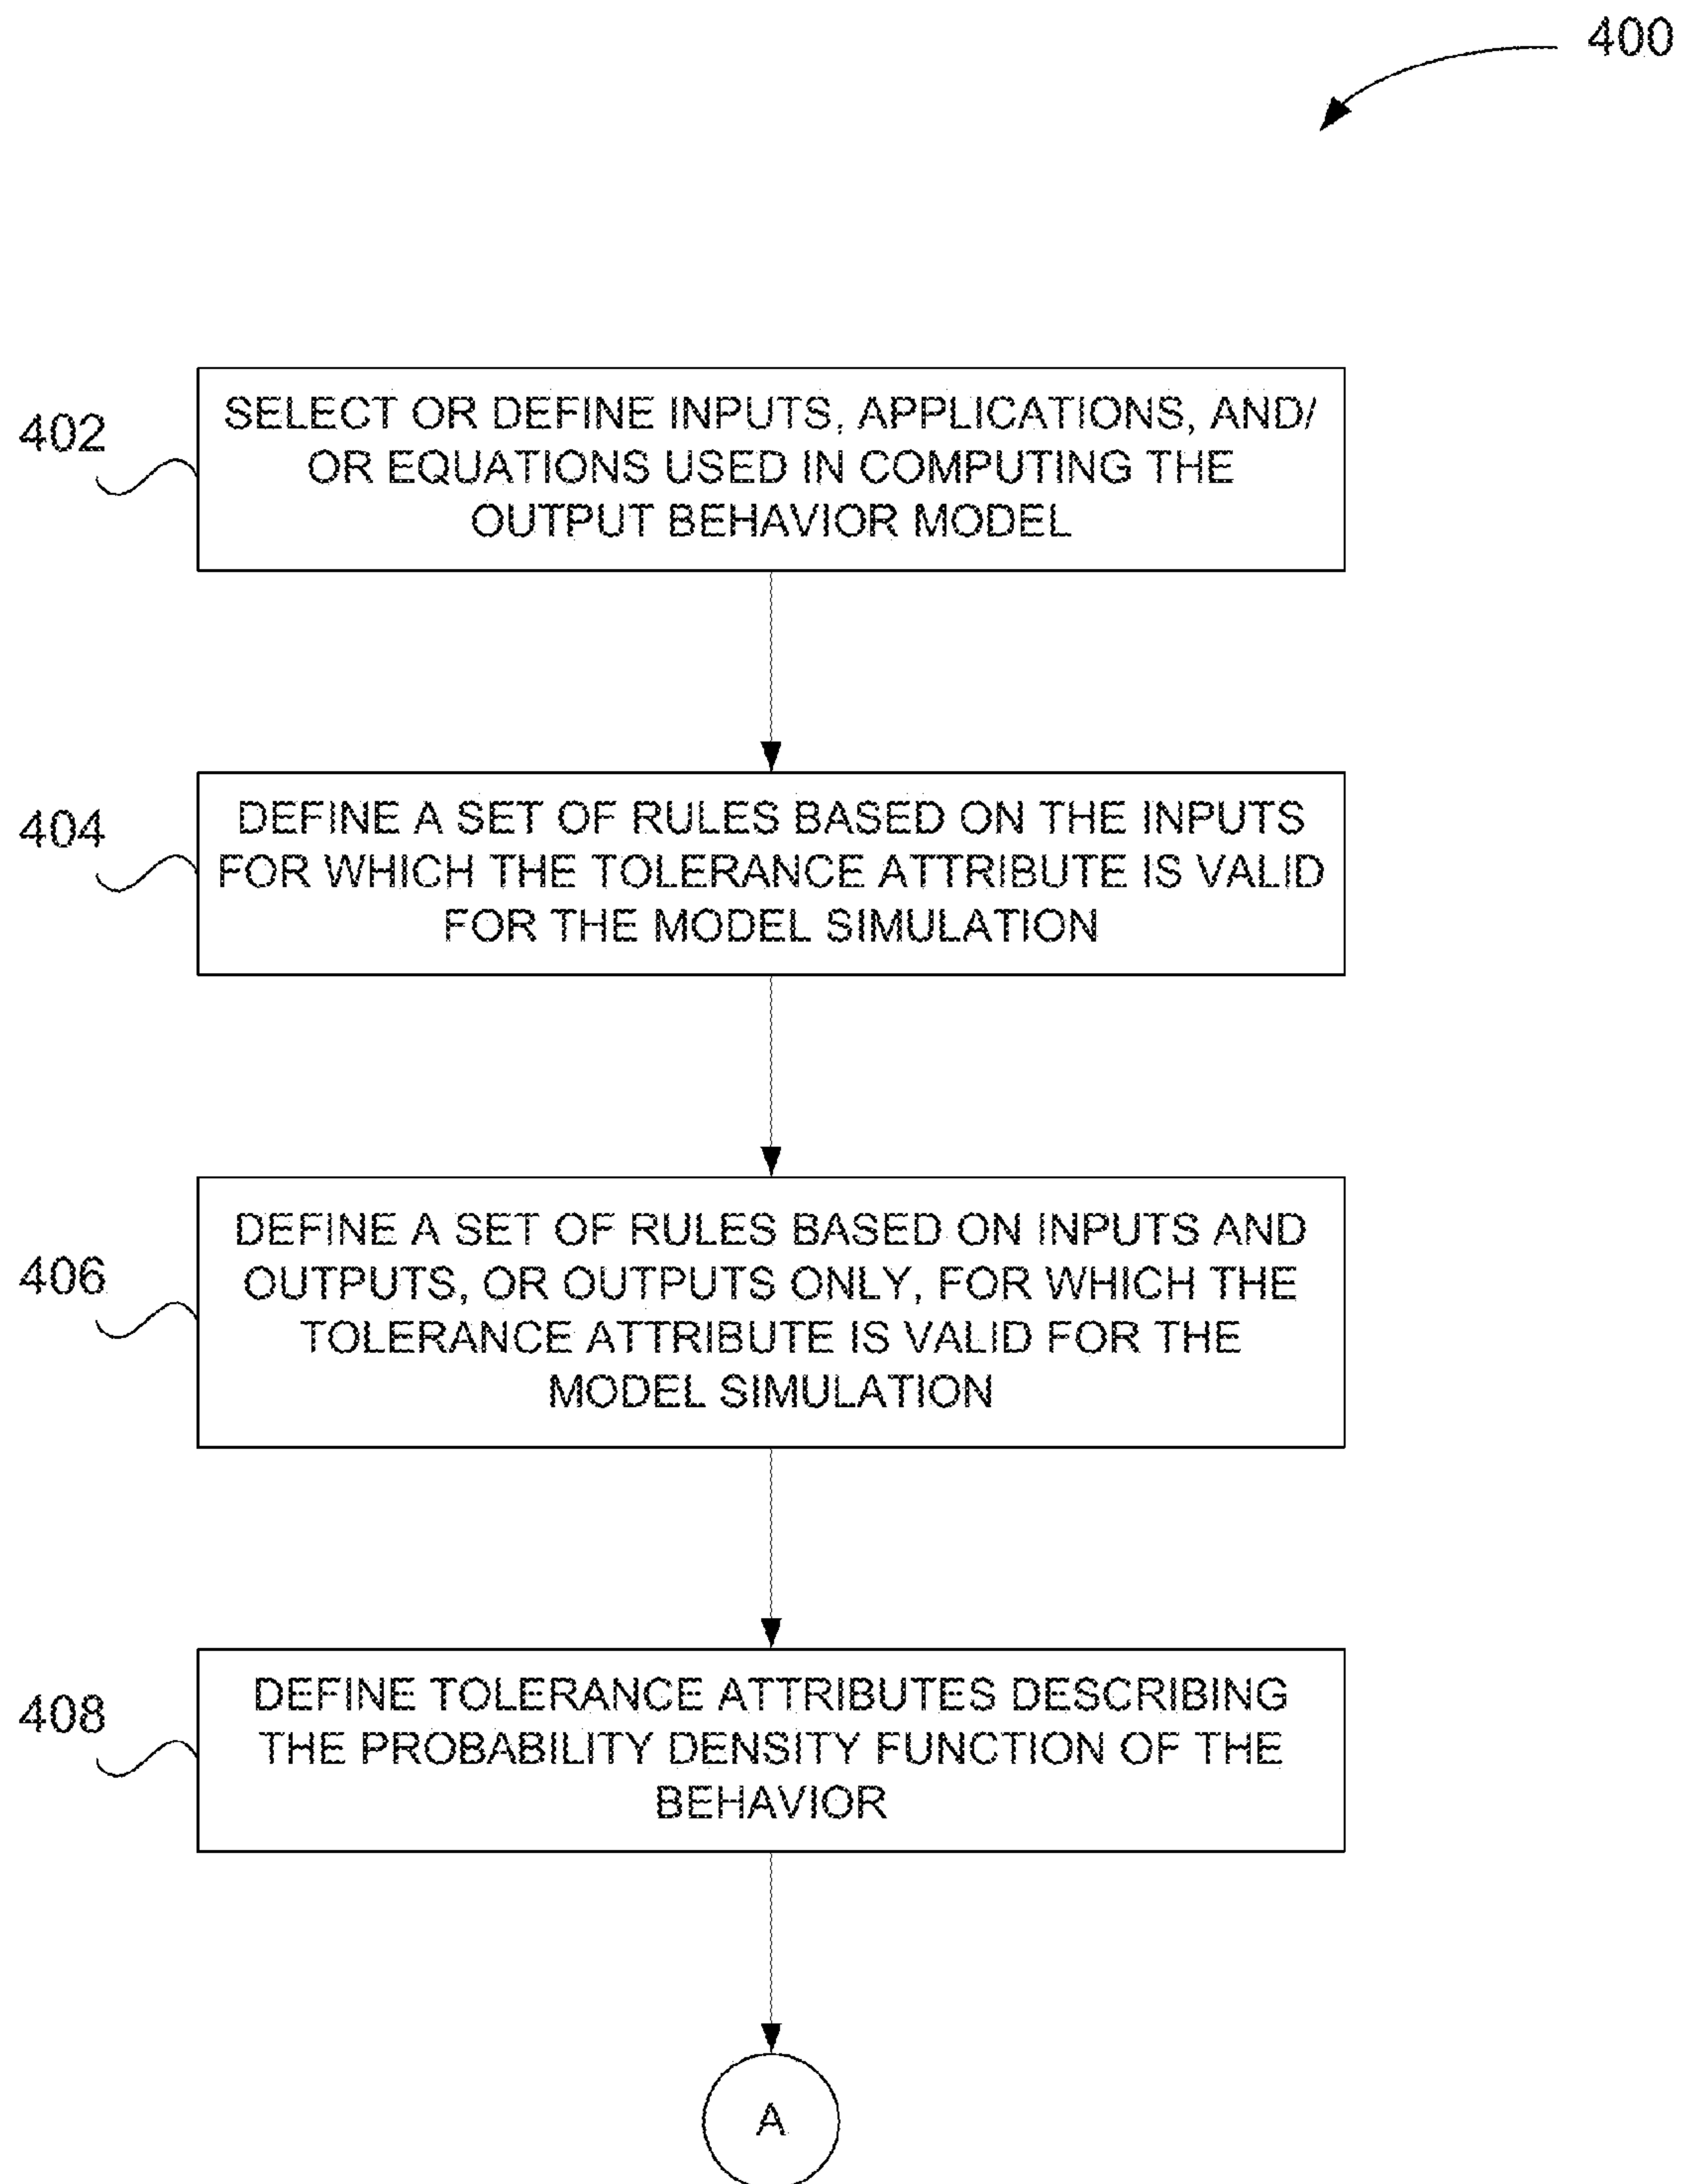 400
402
SELECT OR DEFINE INPUTS, APPLICATIONS, AND/
OR EQUATIONS USED IN COMPUTING THE
OUTPUT BEHAVIOR MODEL
404
DEFINE A SET OF RULES BASED ON THE INPUTS
FOR WHICH THE TOLERANCE ATTRIBUTE IS VALID
FOR THE MODEL SIMULATION
406
DEFINE A SET OF RULES BASED ON INPUTS AND
OUTPUTS, OR OUTPUTS ONLY, FOR WHICH THE
TOLERANCE ATTRIBUTE IS VALID FOR THE
MODEL SIMULATION
408
DEFINE TOLERANCE ATTRIBUTES DESCRIBING
THE PROBABILITY DENSITY FUNCTION OF THE
BEHAVIOR
A